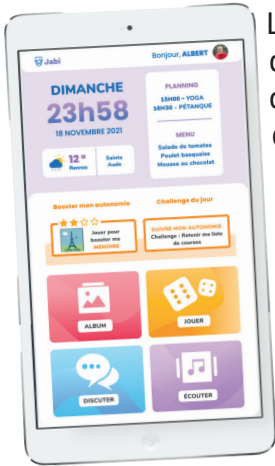 Jabi
Bonjour, ALBERT
DIMANCHE
23h58
18 NOVEMBRE 2021
12°
Rennes
Sainte
Aude
PLANNING
15H00 - YOGA
16H30 - PÉTANQUE
MENU
Salade de tomates
Poulet basquaise
Mousse au chocolat
Booster mon autonomie
Jouer pour
booster ma
MÉMOIRE
Challenge du jour
SUIVRE MON AUTONOMIE
Challenge : Retenir ma liste
de courses
ALBUM
JOUER
DISCUTER
ÉCOUTER